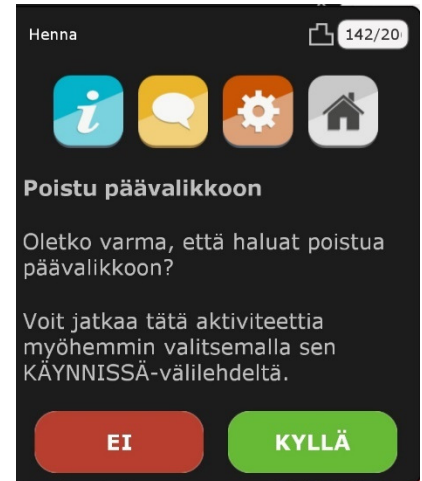 Henna
142/20
i
Poistu päävalikkoon
Oletko varma, että haluat poistua
päävalikkoon?
Voit jatkaa tätä aktiviteettia
myöhemmin valitsemalla sen
KÄYNNISSÄ-välilehdeltä.
EI
KYLLÄ